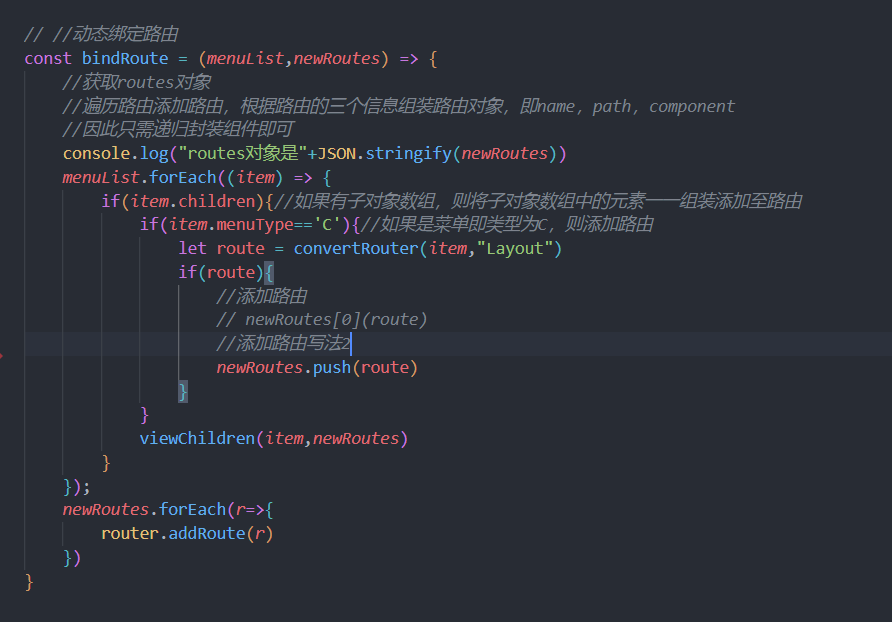 // //动态绑定路由
const bindRoute = (menuList,newRoutes) => {
//获取routes对象
//遍历路由添加路由，根据路由的三个信息组装路由对象，即name，path，component
//因此只需递归封装组件即可
console.log("routes对象是"+JSON.stringify(newRoutes))
menuList.forEach((item) => {
if(item.children){//如果有子对象数组，则将子对象数组中的元素一一组装添加至路由
if(item.menuType=='C'){//如果是菜单即类型为C，则添加路由
let route = convertRouter(item,"Layout")
if(route){
//添加路由
// newRoutes[0](route)
//添加路由写法2
newRoutes.push(route)
}
}
viewChildren(item,newRoutes)
}
});
newRoutes.forEach(r=>{
router.addRoute(r)
})
}